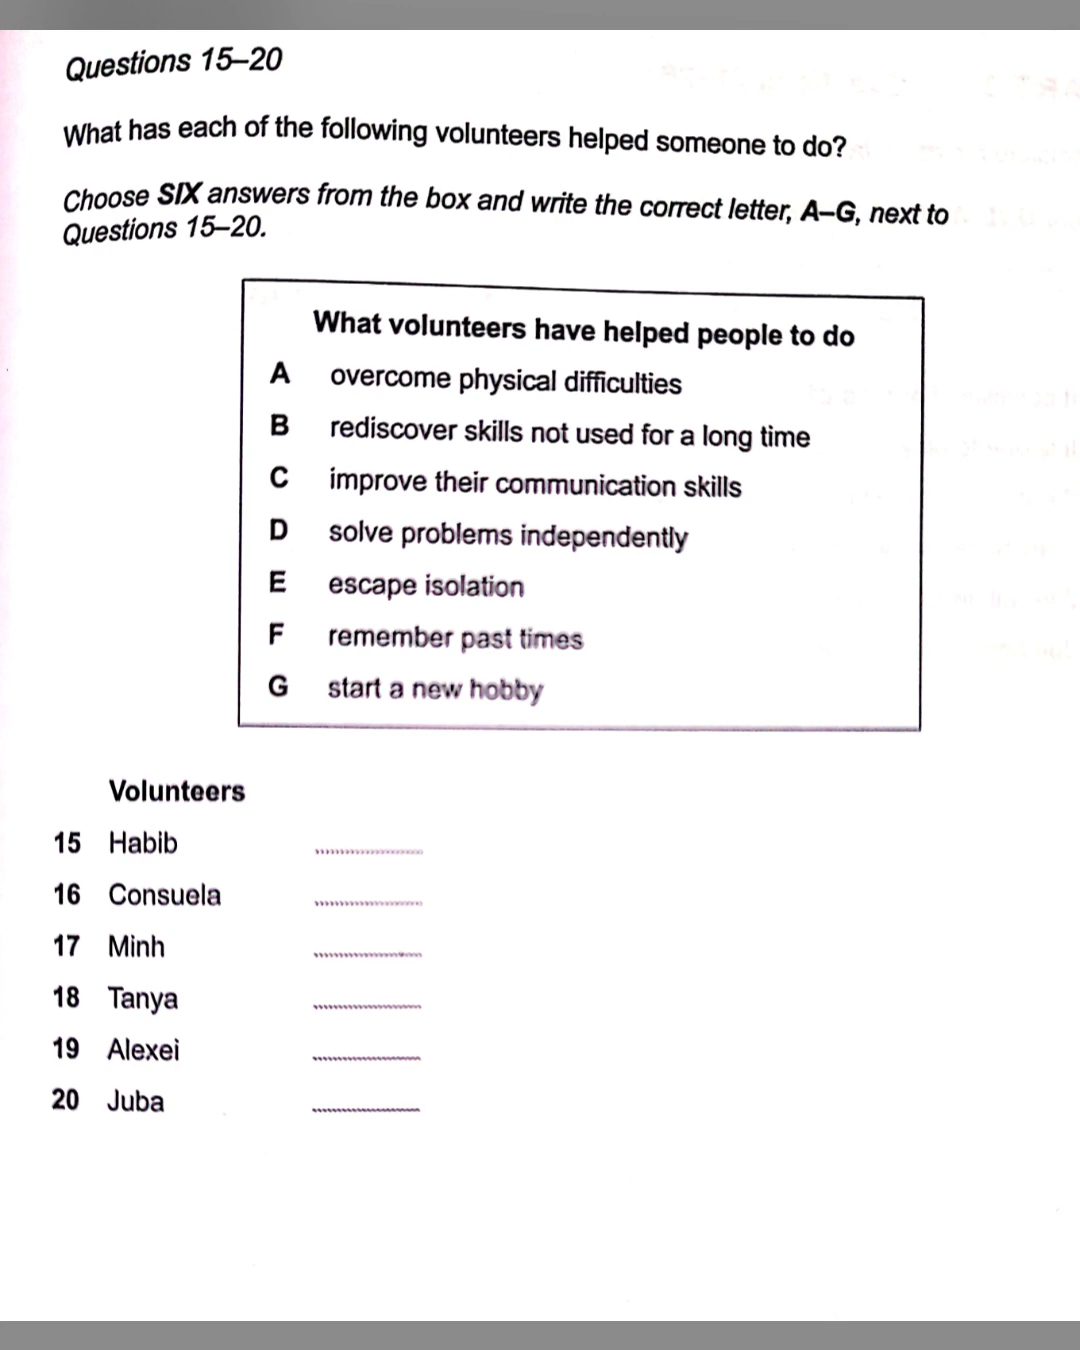 Questions 15–20
What has each of the following volunteers helped someone to do?
Choose SIX answers from the box and write the correct letter, A–G, next to
Questions 15–20.
What volunteers have helped people to do
A overcome physical difficulties
B rediscover skills not used for a long time
C improve their communication skills
D solve problems independently
E escape isolation
F remember past times
G start a new hobby
Volunteers
15 Habib ....................
16 Consuela ....................
17 Minh ....................
18 Tanya ....................
19 Alexei ....................
20 Juba ....................